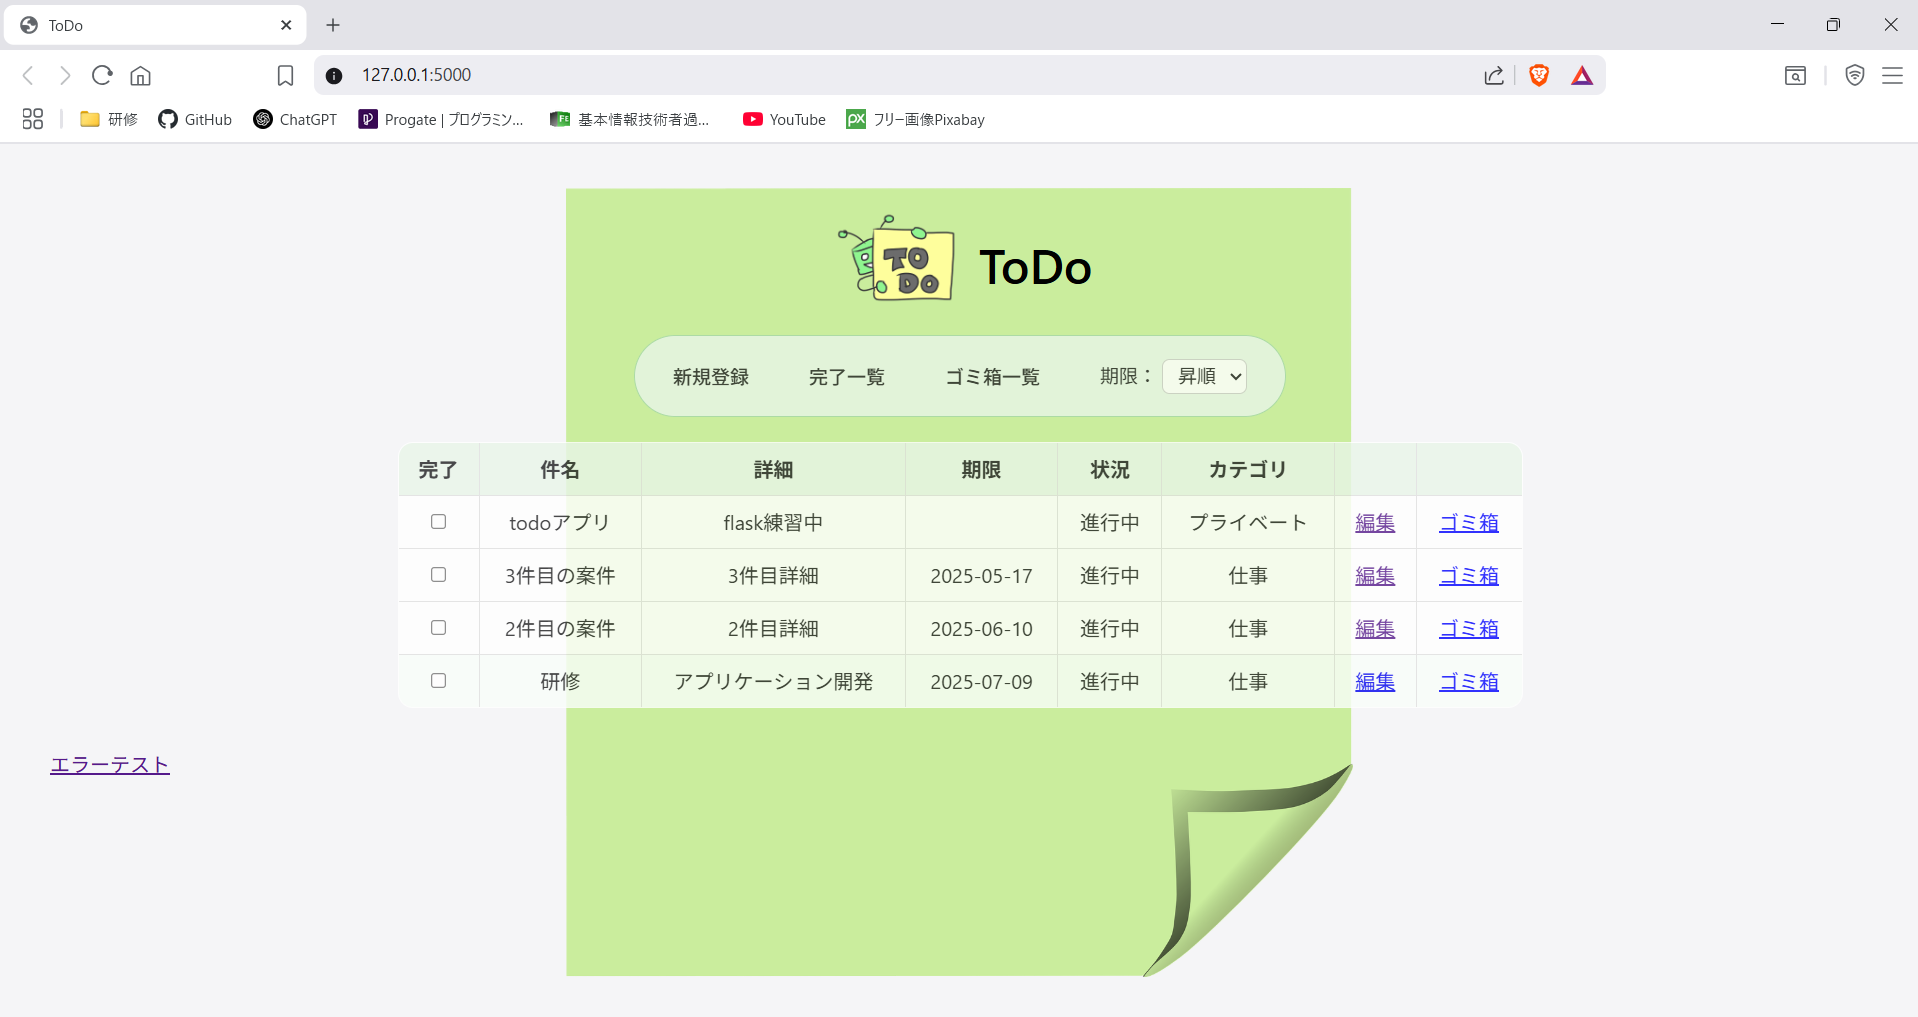 ToDo
127.0.0.1:5000
研修 GitHub ChatGPT Progate | プログラミン... 基本情報技術者過... YouTube フリー画像Pixabay
TO DO
ToDo
新規登録 完了一覧 ゴミ箱一覧 期限： 昇順
完了 件名 詳細 期限 状況 カテゴリ
todoアプリ flask練習中 進行中 プライベート 編集 ゴミ箱
3件目の案件 3件目詳細 2025-05-17 進行中 仕事 編集 ゴミ箱
2件目の案件 2件目詳細 2025-06-10 進行中 仕事 編集 ゴミ箱
研修 アプリケーション開発 2025-07-09 進行中 仕事 編集 ゴミ箱
エラーテスト